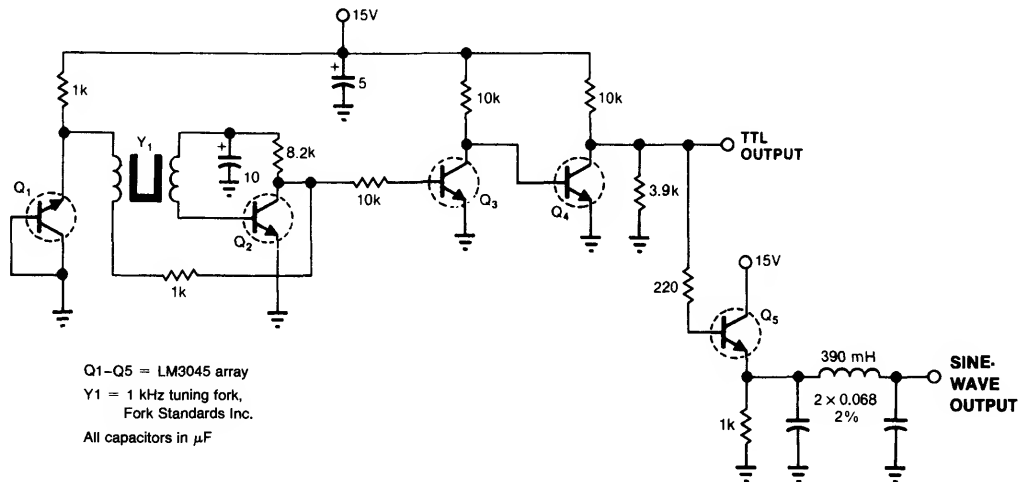 15V
1k
+
5
10k
10k
Y1
+
10
8.2k
TTL
OUTPUT
Q1
Q2
10k
Q3
Q4
3.9k
1k
220
15V
Q5
390 mH
SINE-
WAVE
OUTPUT
2 × 0.068
2%
1k
Q1–Q5 = LM3045 array
Y1 = 1 kHz tuning fork,
Fork Standards Inc.
All capacitors in μF